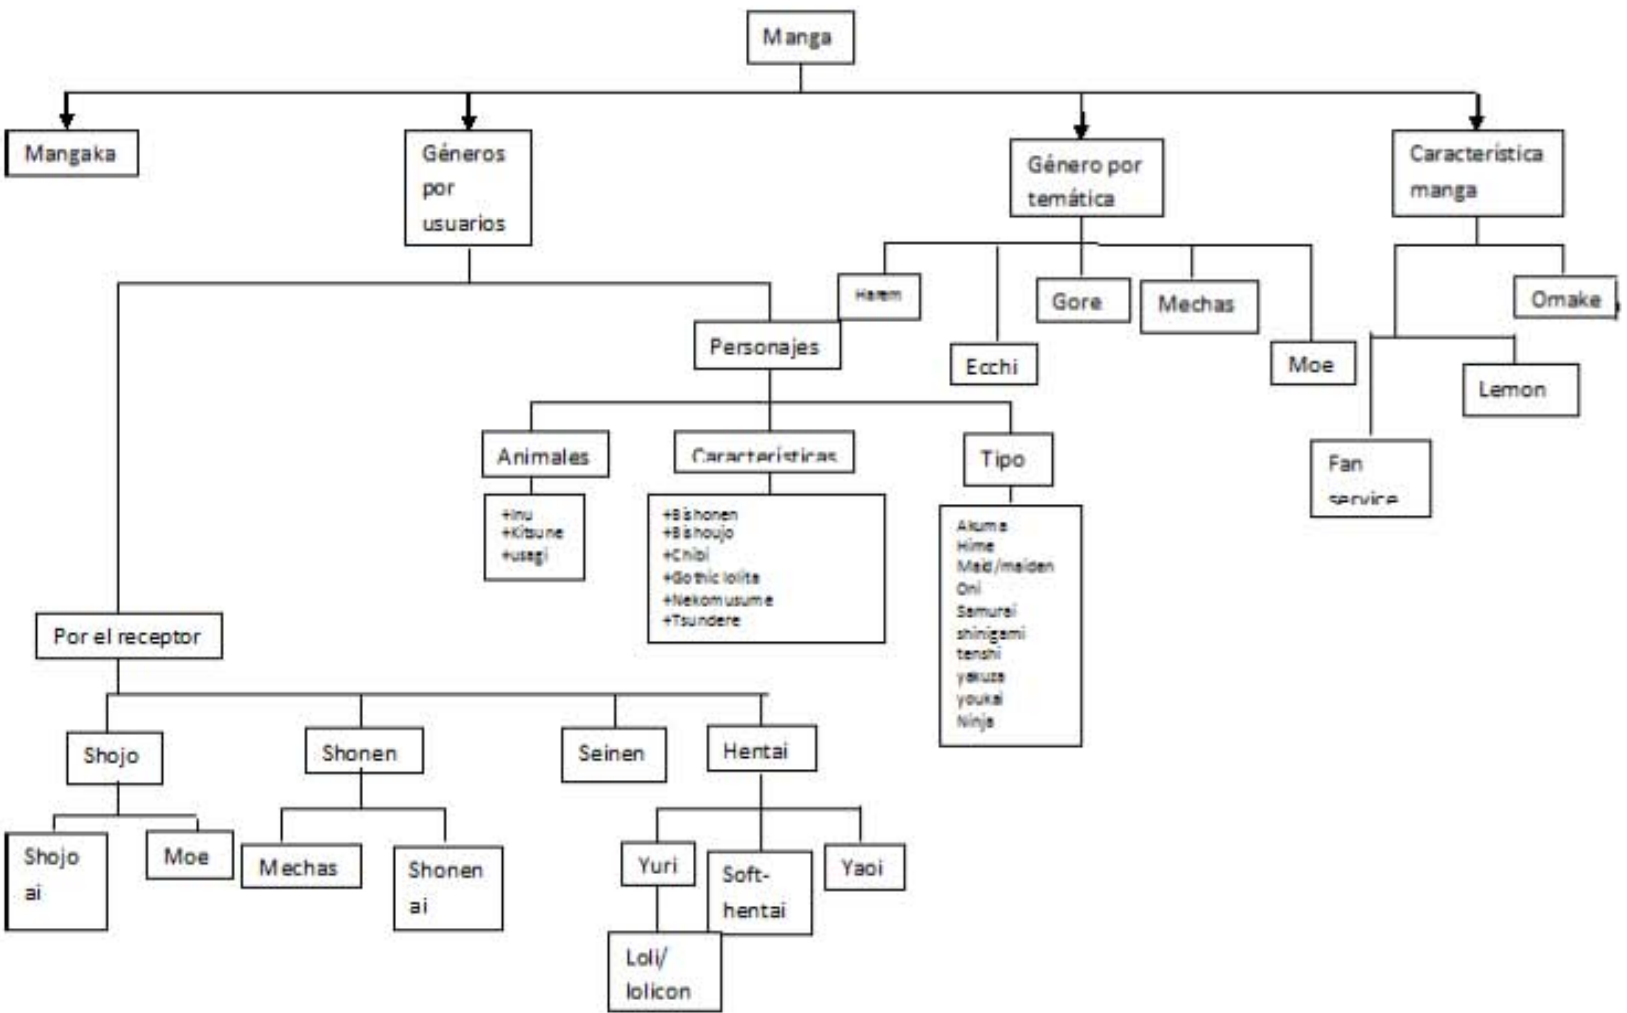 Manga
Mangaka
Géneros
por
usuarios
Género por
temática
Característica
manga
Harem
Ecchi
Gore
Mechas
Moe
Omake
Lemon
Fan
service
Personajes
Animales
Características
Tipo
+Inu
+Kitsune
+usagi
+Bishonen
+Bishoujo
+Chibi
+Gothic lolita
+Nekomusume
+Tsundere
Akuma
Hime
Maid/maiden
Oni
Samurai
shinigami
tenshi
yakuza
youkai
Ninja
Por el receptor
Shojo
Shonen
Seinen
Hentai
Shojo
ai
Moe
Mechas
Shonen
ai
Yuri
Soft-
hentai
Yaoi
Loli/
lolicon